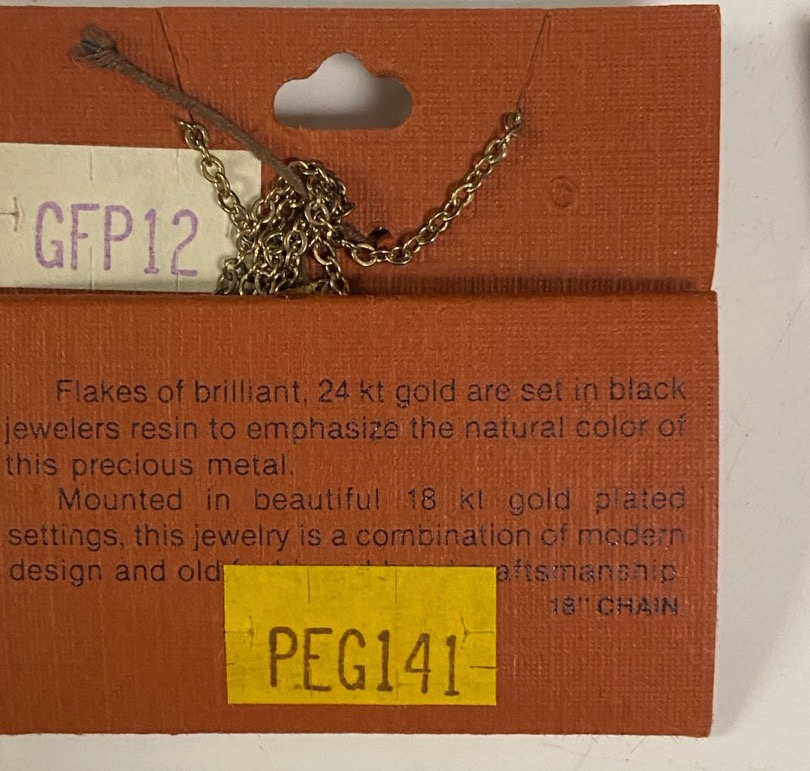 GFP12
Flakes of brilliant, 24 kt gold are set in black
jewelers resin to emphasize the natural color of
this precious metal.
Mounted in beautiful 18 kt gold plated
settings, this jewelry is a combination of modern
design and old
18" CHAIN
PEG141